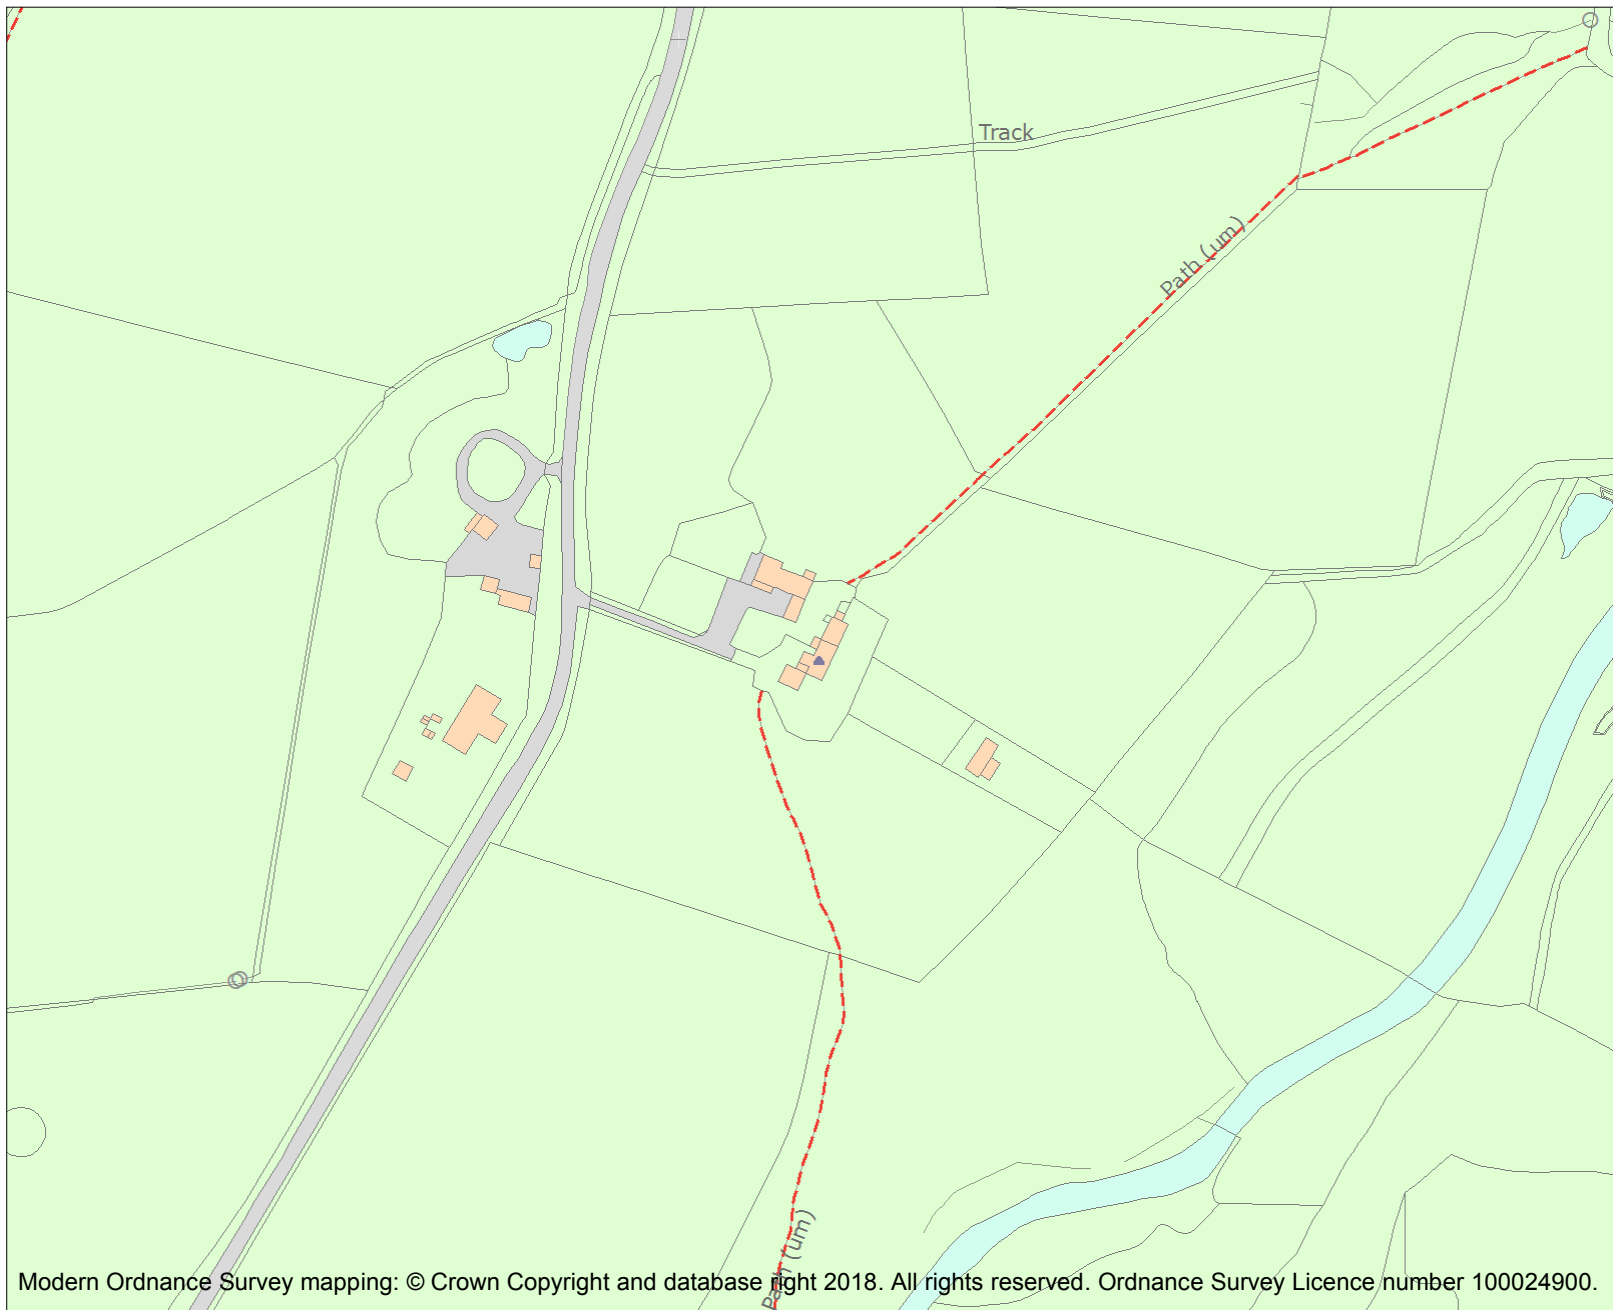 Track
Path (um)
Path (um)
Modern Ordnance Survey mapping: © Crown Copyright and database right 2018. All rights reserved. Ordnance Survey Licence number 100024900.